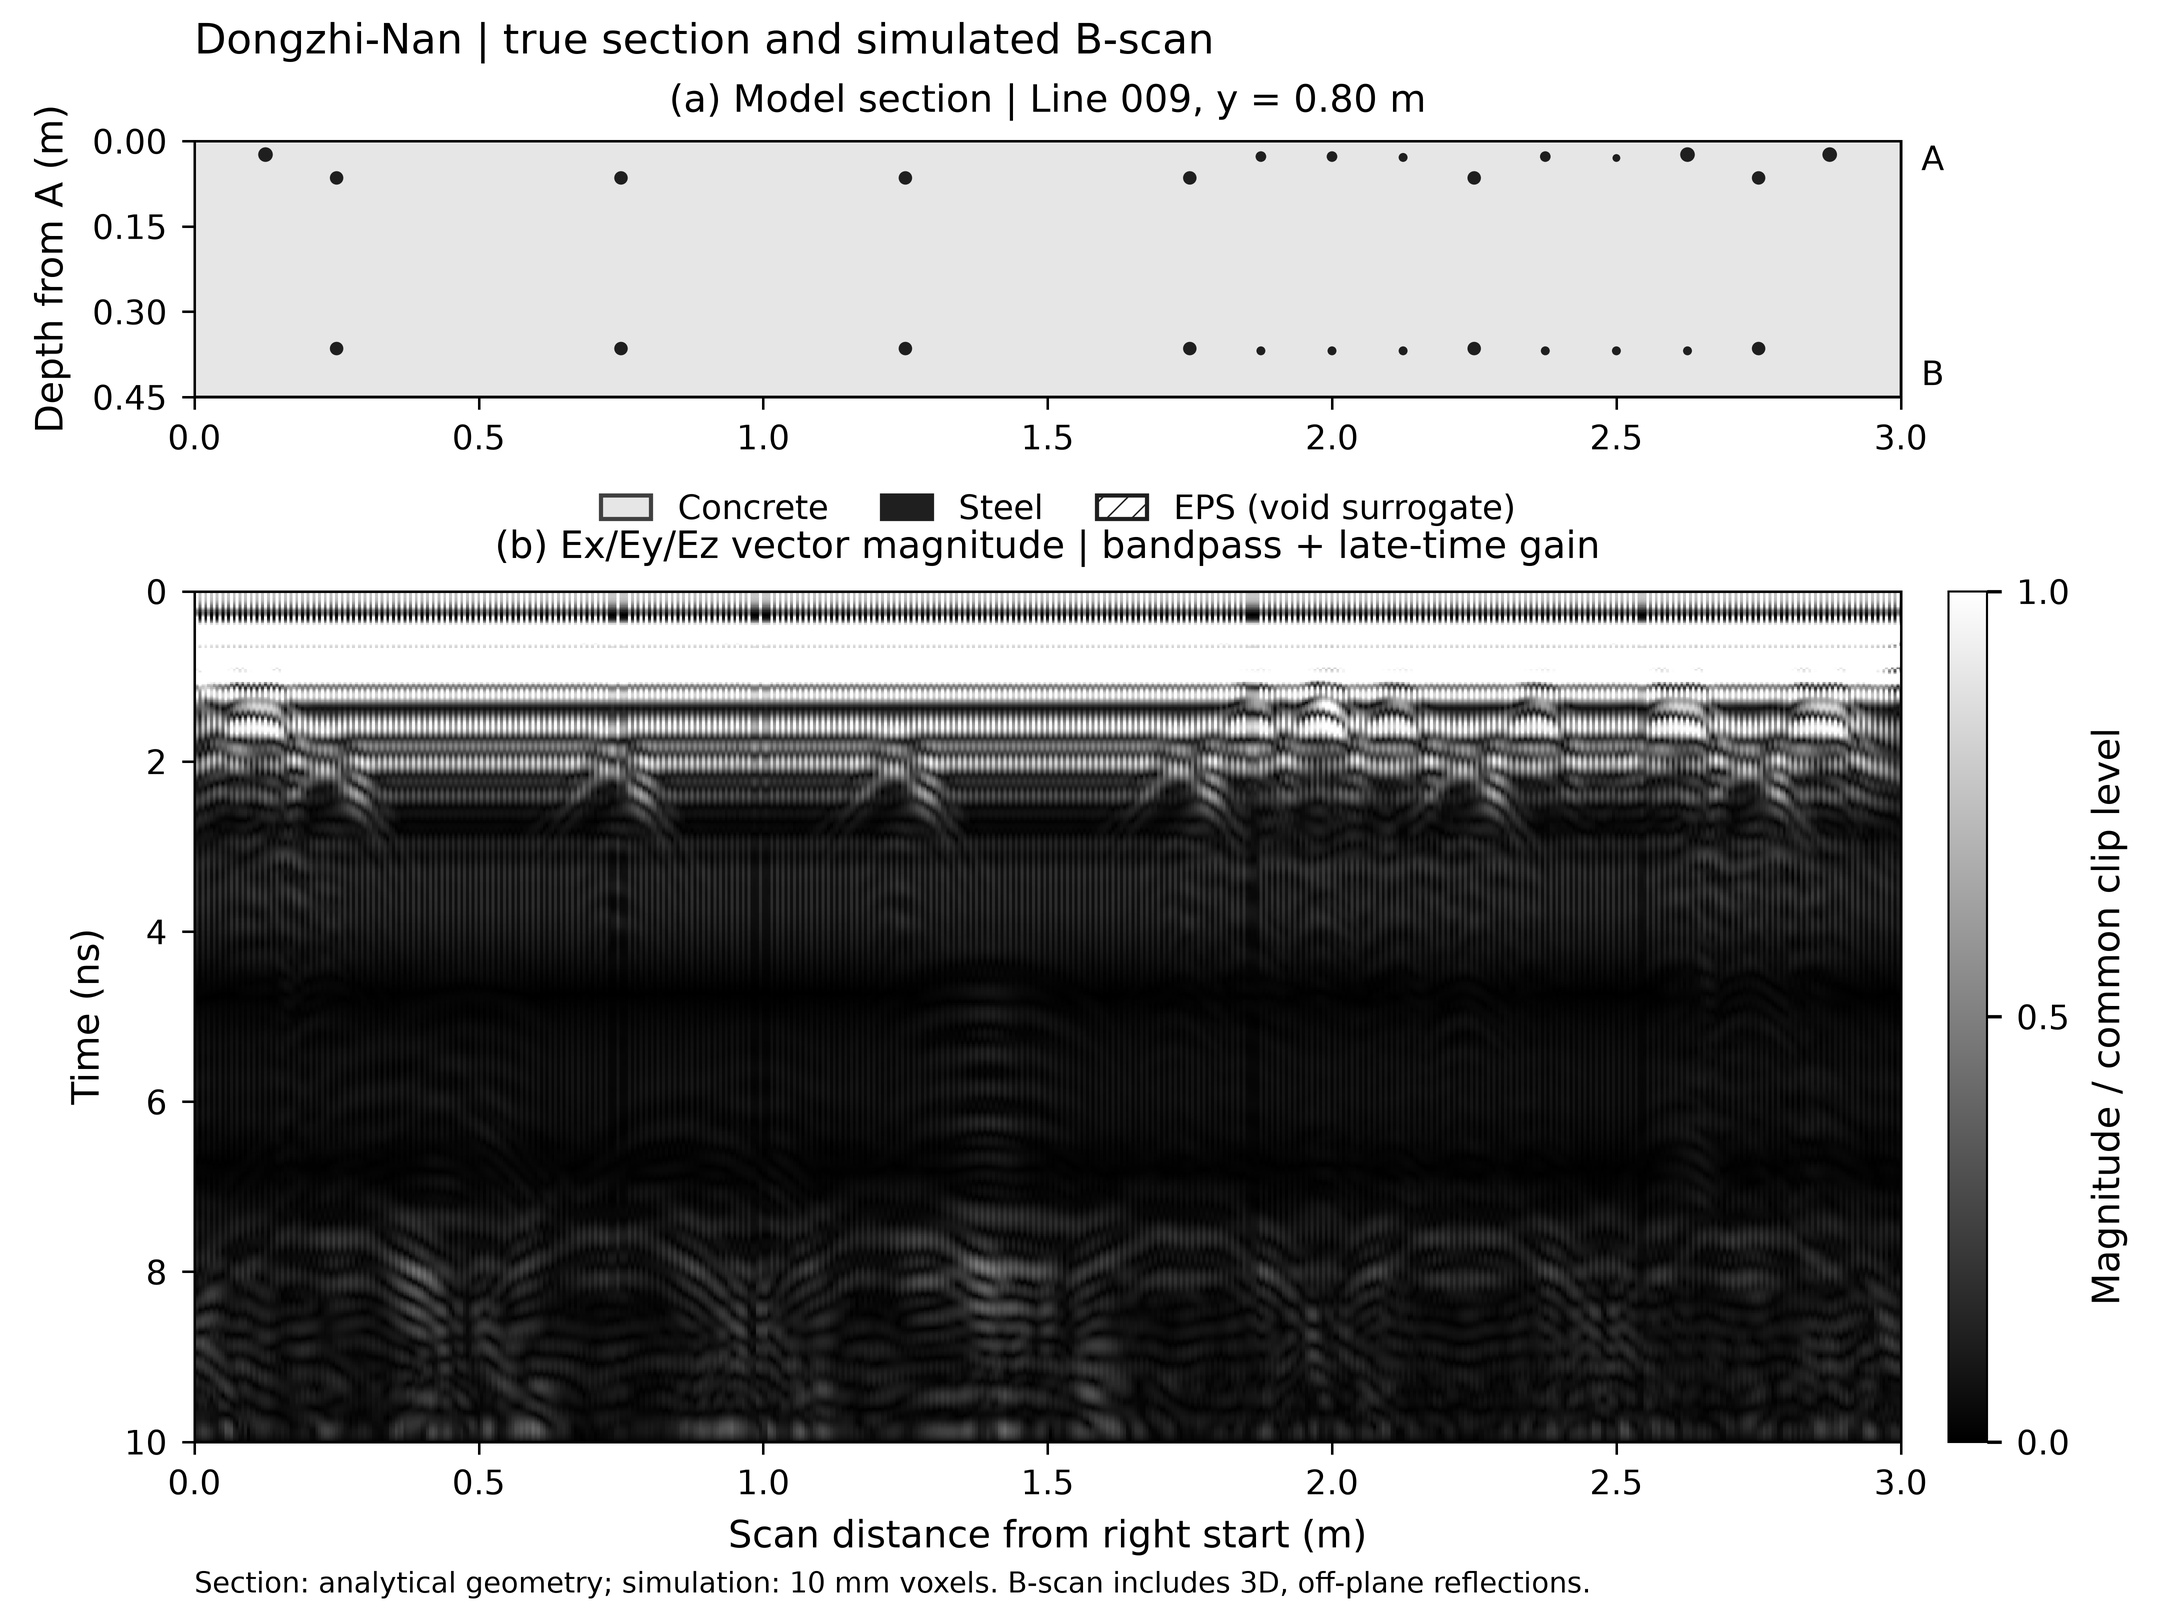 Dongzhi-Nan | true section and simulated B-scan
(a) Model section | Line 009, y = 0.80 m
Depth from A (m)
0.00
0.15
0.30
0.45
A
B
0.0 0.5 1.0 1.5 2.0 2.5 3.0
Concrete Steel EPS (void surrogate)
(b) Ex/Ey/Ez vector magnitude | bandpass + late-time gain
Time (ns)
0
2
4
6
8
10
0.0 0.5 1.0 1.5 2.0 2.5 3.0
Scan distance from right start (m)
1.0
0.5
0.0
Magnitude / common clip level
Section: analytical geometry; simulation: 10 mm voxels. B-scan includes 3D, off-plane reflections.